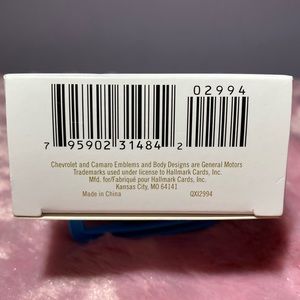 02994
7 95902 31484 2
Chevrolet and Camaro Emblems and Body Designs are General Motors
Trademarks used under license to Hallmark Cards, Inc.
Mfd. for/Fabriqué pour Hallmark Cards, Inc.
Kansas City, MO 64141
Made in China QXI2994